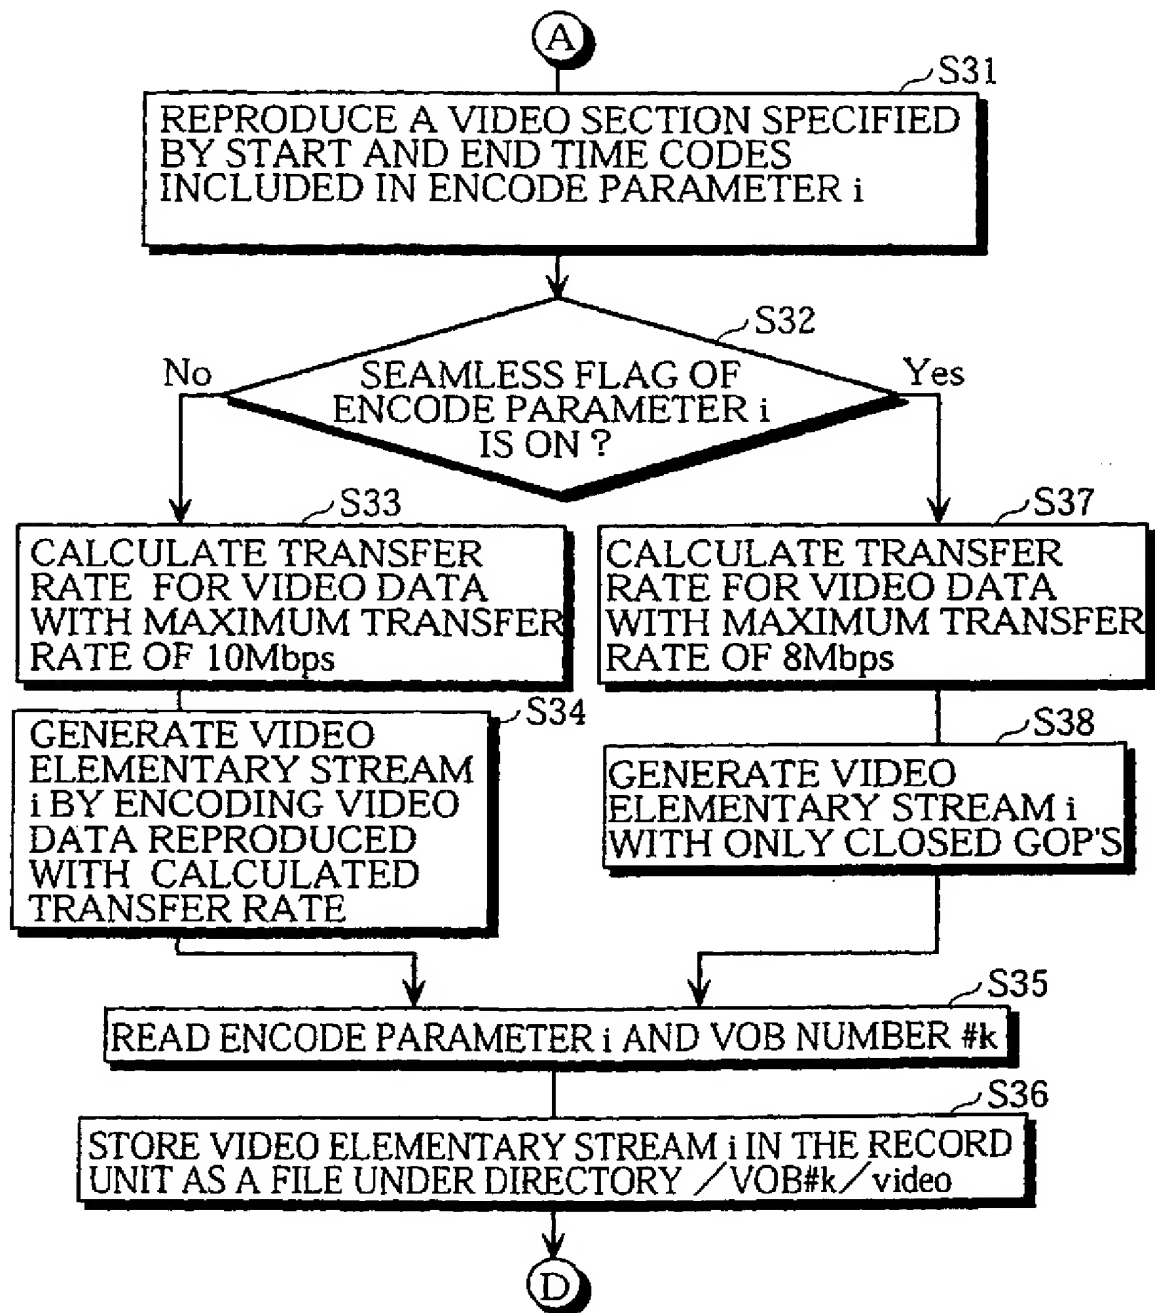 A
S31
REPRODUCE A VIDEO SECTION SPECIFIED
BY START AND END TIME CODES
INCLUDED IN ENCODE PARAMETER i
S32
No
Yes
SEAMLESS FLAG OF
ENCODE PARAMETER i
IS ON ?
S33
CALCULATE TRANSFER
RATE FOR VIDEO DATA
WITH MAXIMUM TRANSFER
RATE OF 10Mbps
S37
CALCULATE TRANSFER
RATE FOR VIDEO DATA
WITH MAXIMUM TRANSFER
RATE OF 8Mbps
S34
GENERATE VIDEO
ELEMENTARY STREAM
i BY ENCODING VIDEO
DATA REPRODUCED
WITH CALCULATED
TRANSFER RATE
S38
GENERATE VIDEO
ELEMENTARY STREAM i
WITH ONLY CLOSED GOP'S
S35
READ ENCODE PARAMETER i AND VOB NUMBER #k
S36
STORE VIDEO ELEMENTARY STREAM i IN THE RECORD
UNIT AS A FILE UNDER DIRECTORY /VOB#k/video
D